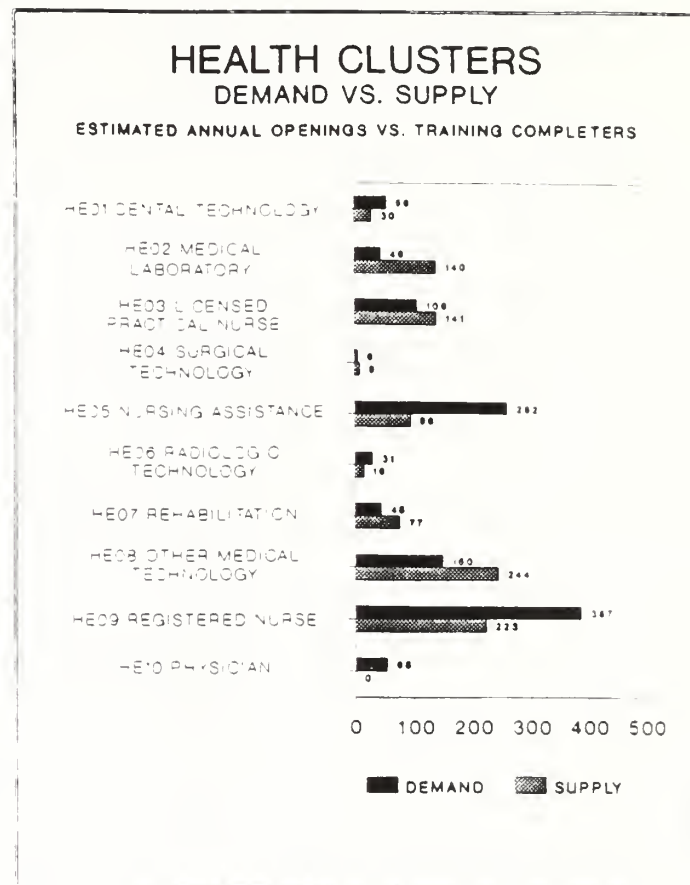 HEALTH CLUSTERS
DEMAND VS. SUPPLY
ESTIMATED ANNUAL OPENINGS VS. TRAINING COMPLETERS
HE01 DENTAL TECHNOLOGY
30
HE02 MEDICAL
LABORATORY
140
HE03 LICENSED
PRACTICAL NURSE
141
HE04 SURGICAL
TECHNOLOGY
HE05 NURSING ASSISTANCE
262
HE06 RADIOLOGIC
TECHNOLOGY
31
HE07 REHABILITATION
77
HE08 OTHER MEDICAL
TECHNOLOGY
244
HE09 REGISTERED NURSE
223
HE10 PHYSICIAN
0
0 100 200 300 400 500
DEMAND SUPPLY